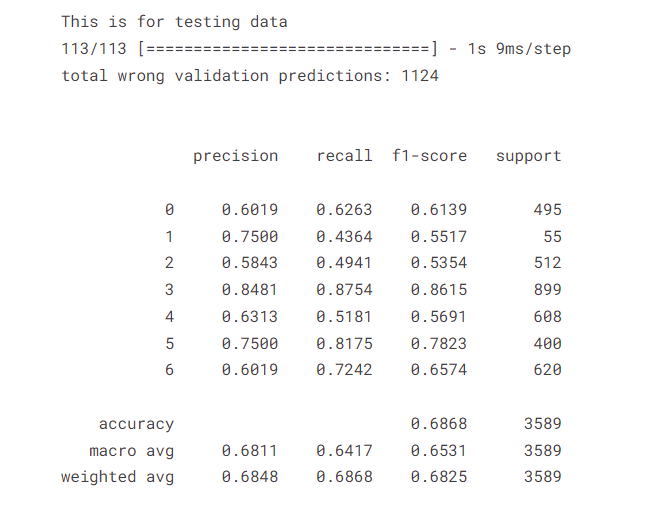 This is for testing data
113/113 [==============================] - 1s 9ms/step
total wrong validation predictions: 1124
precision recall f1-score support
0 0.6019 0.6263 0.6139 495
1 0.7500 0.4364 0.5517 55
2 0.5843 0.4941 0.5354 512
3 0.8481 0.8754 0.8615 899
4 0.6313 0.5181 0.5691 608
5 0.7500 0.8175 0.7823 400
6 0.6019 0.7242 0.6574 620
accuracy 0.6868 3589
macro avg 0.6811 0.6417 0.6531 3589
weighted avg 0.6848 0.6868 0.6825 3589